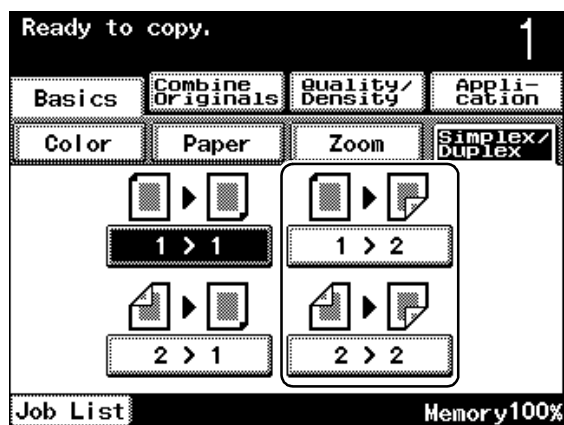 Ready to copy. 1
Basics Combine Originals Quality/ Density Appli- cation
Color Paper Zoom Simplex/ Duplex
1 > 1 1 > 2
2 > 1 2 > 2
Job List Memory100%